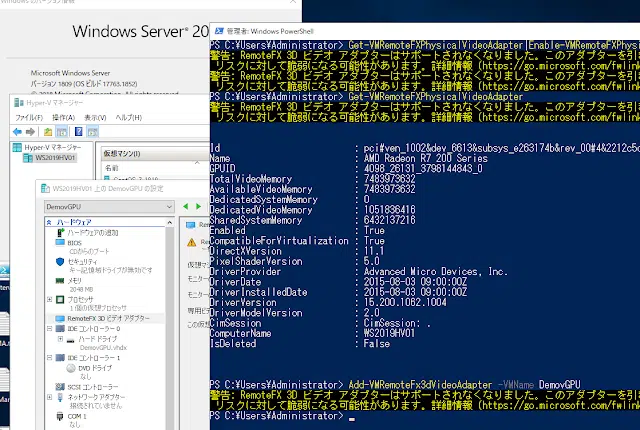 Windows のバージョン情報
Windows Server® 20
Microsoft Windows Server
バージョン 1809 (OS ビルド 17763.1852)
Hyper-V マネージャー
ファイル(F) 操作(A) 表示(V) ヘルプ(H)
Hyper-V マネージャー
WS2019HV01
仮想マシン(I)
名前
WS2019HV01 上の DemovGPU の設定
DemovGPU
ハードウェア
ハードウェアの追加
BIOS
CD からのブート
セキュリティ
キー記憶域ドライブが無効です
メモリ
2048 MB
プロセッサ
1 個の仮想プロセッサ
RemoteFX 3D ビデオ アダプター
IDE コントローラー 0
ハード ドライブ
DemovGPU.vhdx
IDE コントローラー 1
DVD ドライブ
なし
SCSI コントローラー
ネットワーク アダプター
接続されていません
COM 1
なし
Rem
仮想マ
モニター
モニター
専用ビデ
この仮想
管理者: Windows PowerShell
PS C:¥Users¥Administrator> Get-VMRemoteFXPhysicalVideoAdapter|Enable-VMRemoteFXPhys
警告: RemoteFX 3D ビデオ アダプターはサポートされなくなりました。このアダプターを引
リスクに対して脆弱になる可能性があります。詳細情報 (https://go.microsoft.com/fwlink
PS C:¥Users¥Administrator> Get-VMRemoteFXPhysicalVideoAdapter
警告: RemoteFX 3D ビデオ アダプターはサポートされなくなりました。このアダプターを引
リスクに対して脆弱になる可能性があります。詳細情報 (https://go.microsoft.com/fwlink
Id : pci#ven_1002&dev_6613&subsys_e263174b&rev_00#4&2212c5d
Name : AMD Radeon R7 200 Series
GPUID : 4098_26131_3798144843_0
TotalVideoMemory : 7483973632
AvailableVideoMemory : 7483973632
DedicatedSystemMemory : 0
DedicatedVideoMemory : 1051836416
SharedSystemMemory : 6432137216
Enabled : True
CompatibleForVirtualization : True
DirectXVersion : 11.1
PixelShaderVersion : 5.0
DriverProvider : Advanced Micro Devices, Inc.
DriverDate : 2015-08-03 09:00:00Z
DriverInstalledDate : 2015-08-03 09:00:00Z
DriverVersion : 15.200.1062.1004
DriverModelVersion : 2.0
CimSession : CimSession: .
ComputerName : WS2019HV01
IsDeleted : False
PS C:¥Users¥Administrator> Add-VMRemoteFx3dVideoAdapter -VMName DemovGPU
警告: RemoteFX 3D ビデオ アダプターはサポートされなくなりました。このアダプターを引
リスクに対して脆弱になる可能性があります。詳細情報 (https://go.microsoft.com/fwlink
PS C:¥Users¥Administrator> _